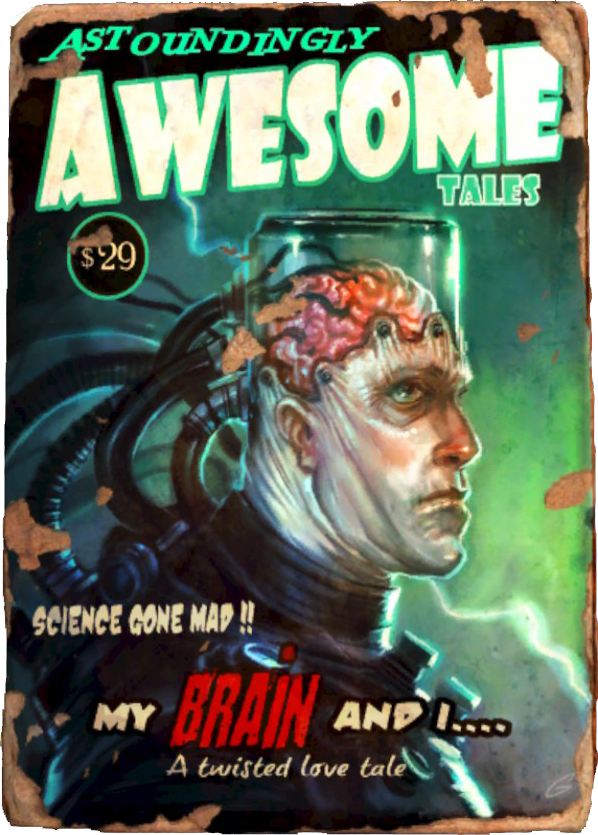 ASTOUNDINGLY
AWESOME
TALES
$29
SCIENCE GONE MAD !!
MY BRAIN AND I....
A twisted love tale